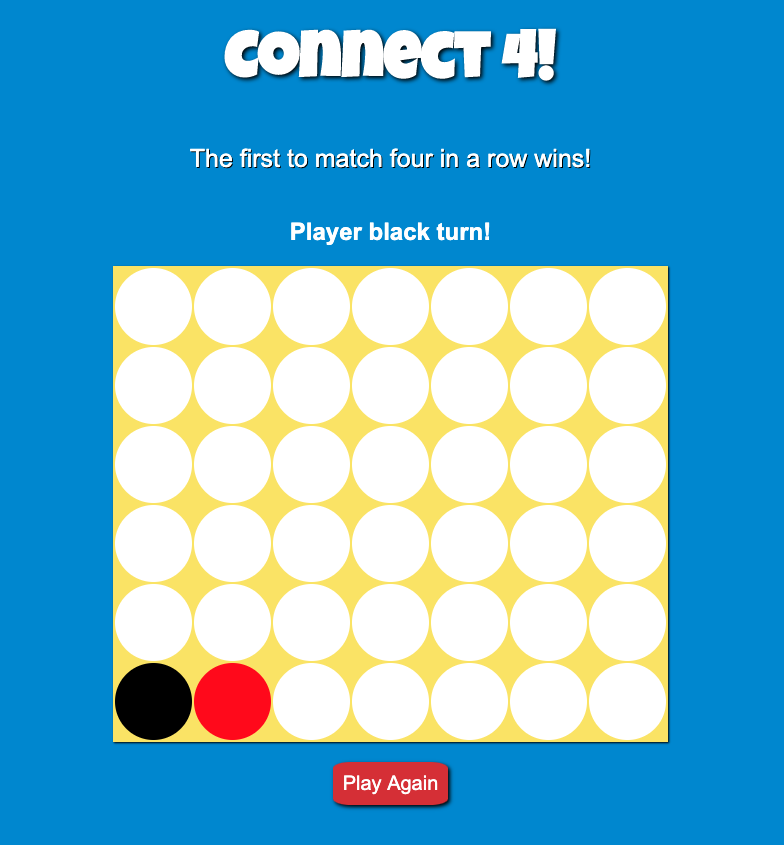 Connect 4!
The first to match four in a row wins!
Player black turn!
Play Again